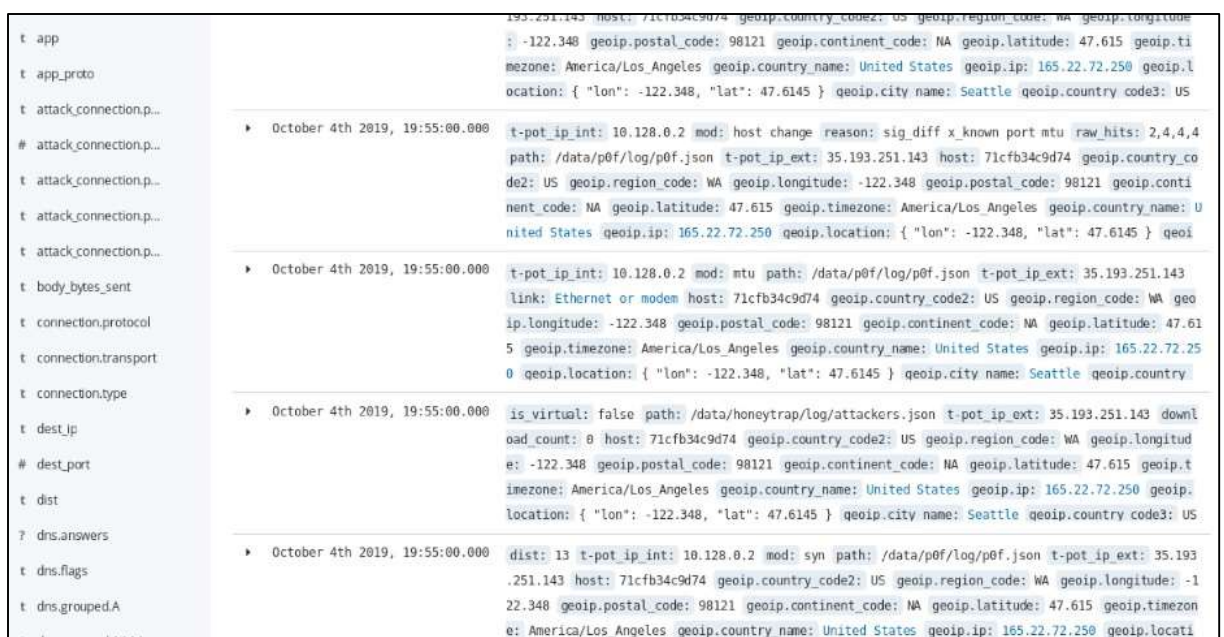 t app
t app_proto
t attack_connection.p...
# attack_connection.p...
t attack_connection.p...
t attack_connection.p...
t attack_connection.p...
t body_bytes_sent
t connection.protocol
t connection.transport
t connection.type
t dest_ip
# dest_port
t dist
? dns.answers
t dns.flags
t dns.grouped.A
193.251.143 host: 71cfb34c9d74 geoip.country_code2: US geoip.region_code: WA geoip.longitude
: -122.348 geoip.postal_code: 98121 geoip.continent_code: NA geoip.latitude: 47.615 geoip.ti
mezone: America/Los_Angeles geoip.country_name: United States geoip.ip: 165.22.72.250 geoip.l
ocation: { "lon": -122.348, "lat": 47.6145 } geoip.city_name: Seattle geoip.country_code3: US
October 4th 2019, 19:55:00.000
t-pot_ip_int: 10.128.0.2 mod: host change reason: sig_diff x_known port mtu raw_hits: 2,4,4,4
path: /data/p0f/log/p0f.json t-pot_ip_ext: 35.193.251.143 host: 71cfb34c9d74 geoip.country_co
de2: US geoip.region_code: WA geoip.longitude: -122.348 geoip.postal_code: 98121 geoip.conti
nent_code: NA geoip.latitude: 47.615 geoip.timezone: America/Los_Angeles geoip.country_name: U
nited States geoip.ip: 165.22.72.250 geoip.location: { "lon": -122.348, "lat": 47.6145 } geoi
October 4th 2019, 19:55:00.000
t-pot_ip_int: 10.128.0.2 mod: mtu path: /data/p0f/log/p0f.json t-pot_ip_ext: 35.193.251.143
link: Ethernet or modem host: 71cfb34c9d74 geoip.country_code2: US geoip.region_code: WA geo
ip.longitude: -122.348 geoip.postal_code: 98121 geoip.continent_code: NA geoip.latitude: 47.61
5 geoip.timezone: America/Los_Angeles geoip.country_name: United States geoip.ip: 165.22.72.25
0 geoip.location: { "lon": -122.348, "lat": 47.6145 } geoip.city_name: Seattle geoip.country
October 4th 2019, 19:55:00.000
is_virtual: false path: /data/honeytrap/log/attackers.json t-pot_ip_ext: 35.193.251.143 downl
oad_count: 0 host: 71cfb34c9d74 geoip.country_code2: US geoip.region_code: WA geoip.longitud
e: -122.348 geoip.postal_code: 98121 geoip.continent_code: NA geoip.latitude: 47.615 geoip.t
imezone: America/Los_Angeles geoip.country_name: United States geoip.ip: 165.22.72.250 geoip.
location: { "lon": -122.348, "lat": 47.6145 } geoip.city_name: Seattle geoip.country_code3: US
October 4th 2019, 19:55:00.000
dist: 13 t-pot_ip_int: 10.128.0.2 mod: syn path: /data/p0f/log/p0f.json t-pot_ip_ext: 35.193
.251.143 host: 71cfb34c9d74 geoip.country_code2: US geoip.region_code: WA geoip.longitude: -1
22.348 geoip.postal_code: 98121 geoip.continent_code: NA geoip.latitude: 47.615 geoip.timezon
e: America/Los_Angeles geoip.country_name: United States geoip.ip: 165.22.72.250 geoip.locati